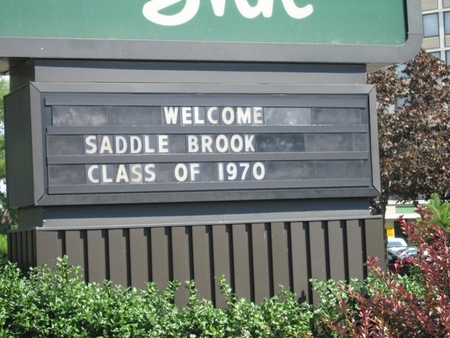 WELCOME
SADDLE BROOK
CLASS OF 1970